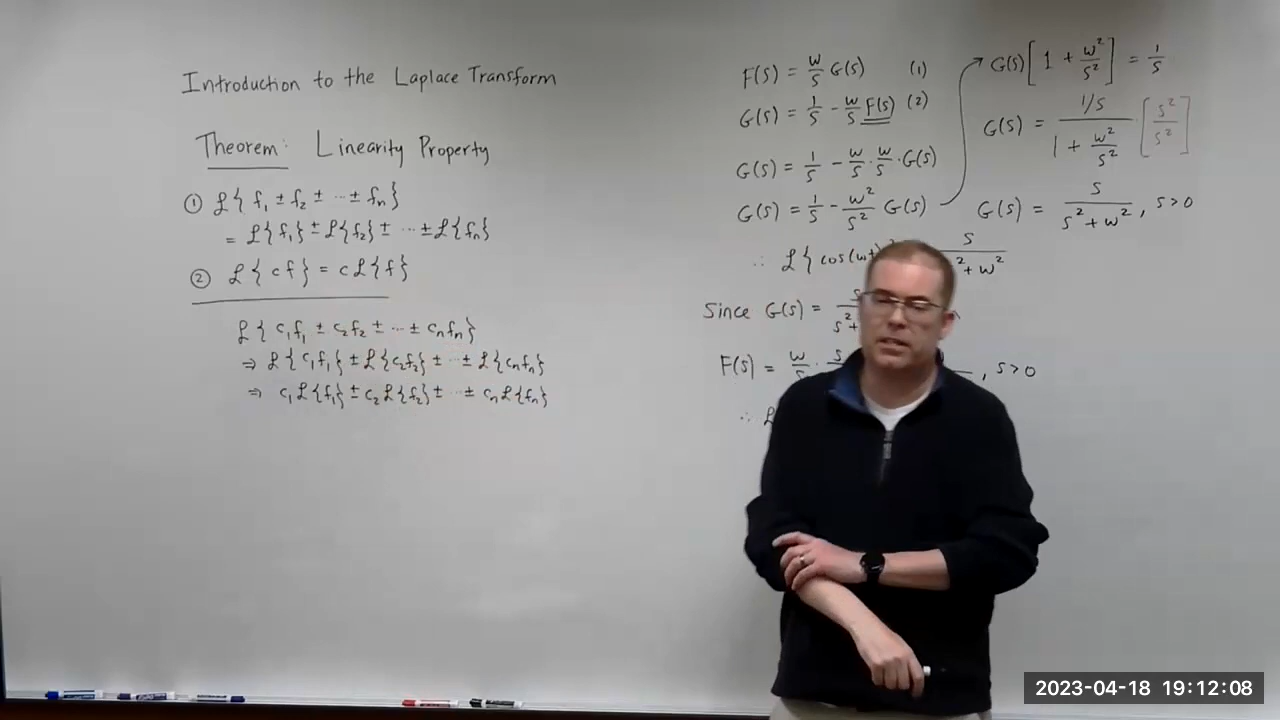 Introduction to the Laplace Transform
Theorem: Linearity Property
① ℒ{ f₁ ± f₂ ± ··· ± fₙ}
= ℒ{f₁} ± ℒ{f₂} ± ··· ± ℒ{fₙ}
② ℒ{ c f } = c ℒ{f}
ℒ{ c₁f₁ ± c₂f₂ ± ··· ± cₙfₙ}
⇒ ℒ{ c₁f₁} ± ℒ{c₂f₂} ± ··· ± ℒ{cₙfₙ}
⇒ c₁ℒ{f₁} ± c₂ℒ{f₂} ± ··· ± cₙℒ{fₙ}
F(s) = w/s G(s) (1)
G(s) = 1/s - w/s F(s) (2)
G(s) = 1/s - w/s · w/s · G(s)
G(s) = 1/s - w²/s² G(s)
G(s)[1 + w²/s²] = 1/s
G(s) = (1/s)/(1 + w²/s²) · [s²/s²]
G(s) = s/(s² + w²), s>0
∴ ℒ{ cos(wt) s/ ² + w²
Since G(s) = s/s² +
F(s) = w/s · s , s>0
∴ ℒ
2023-04-18 19:12:08